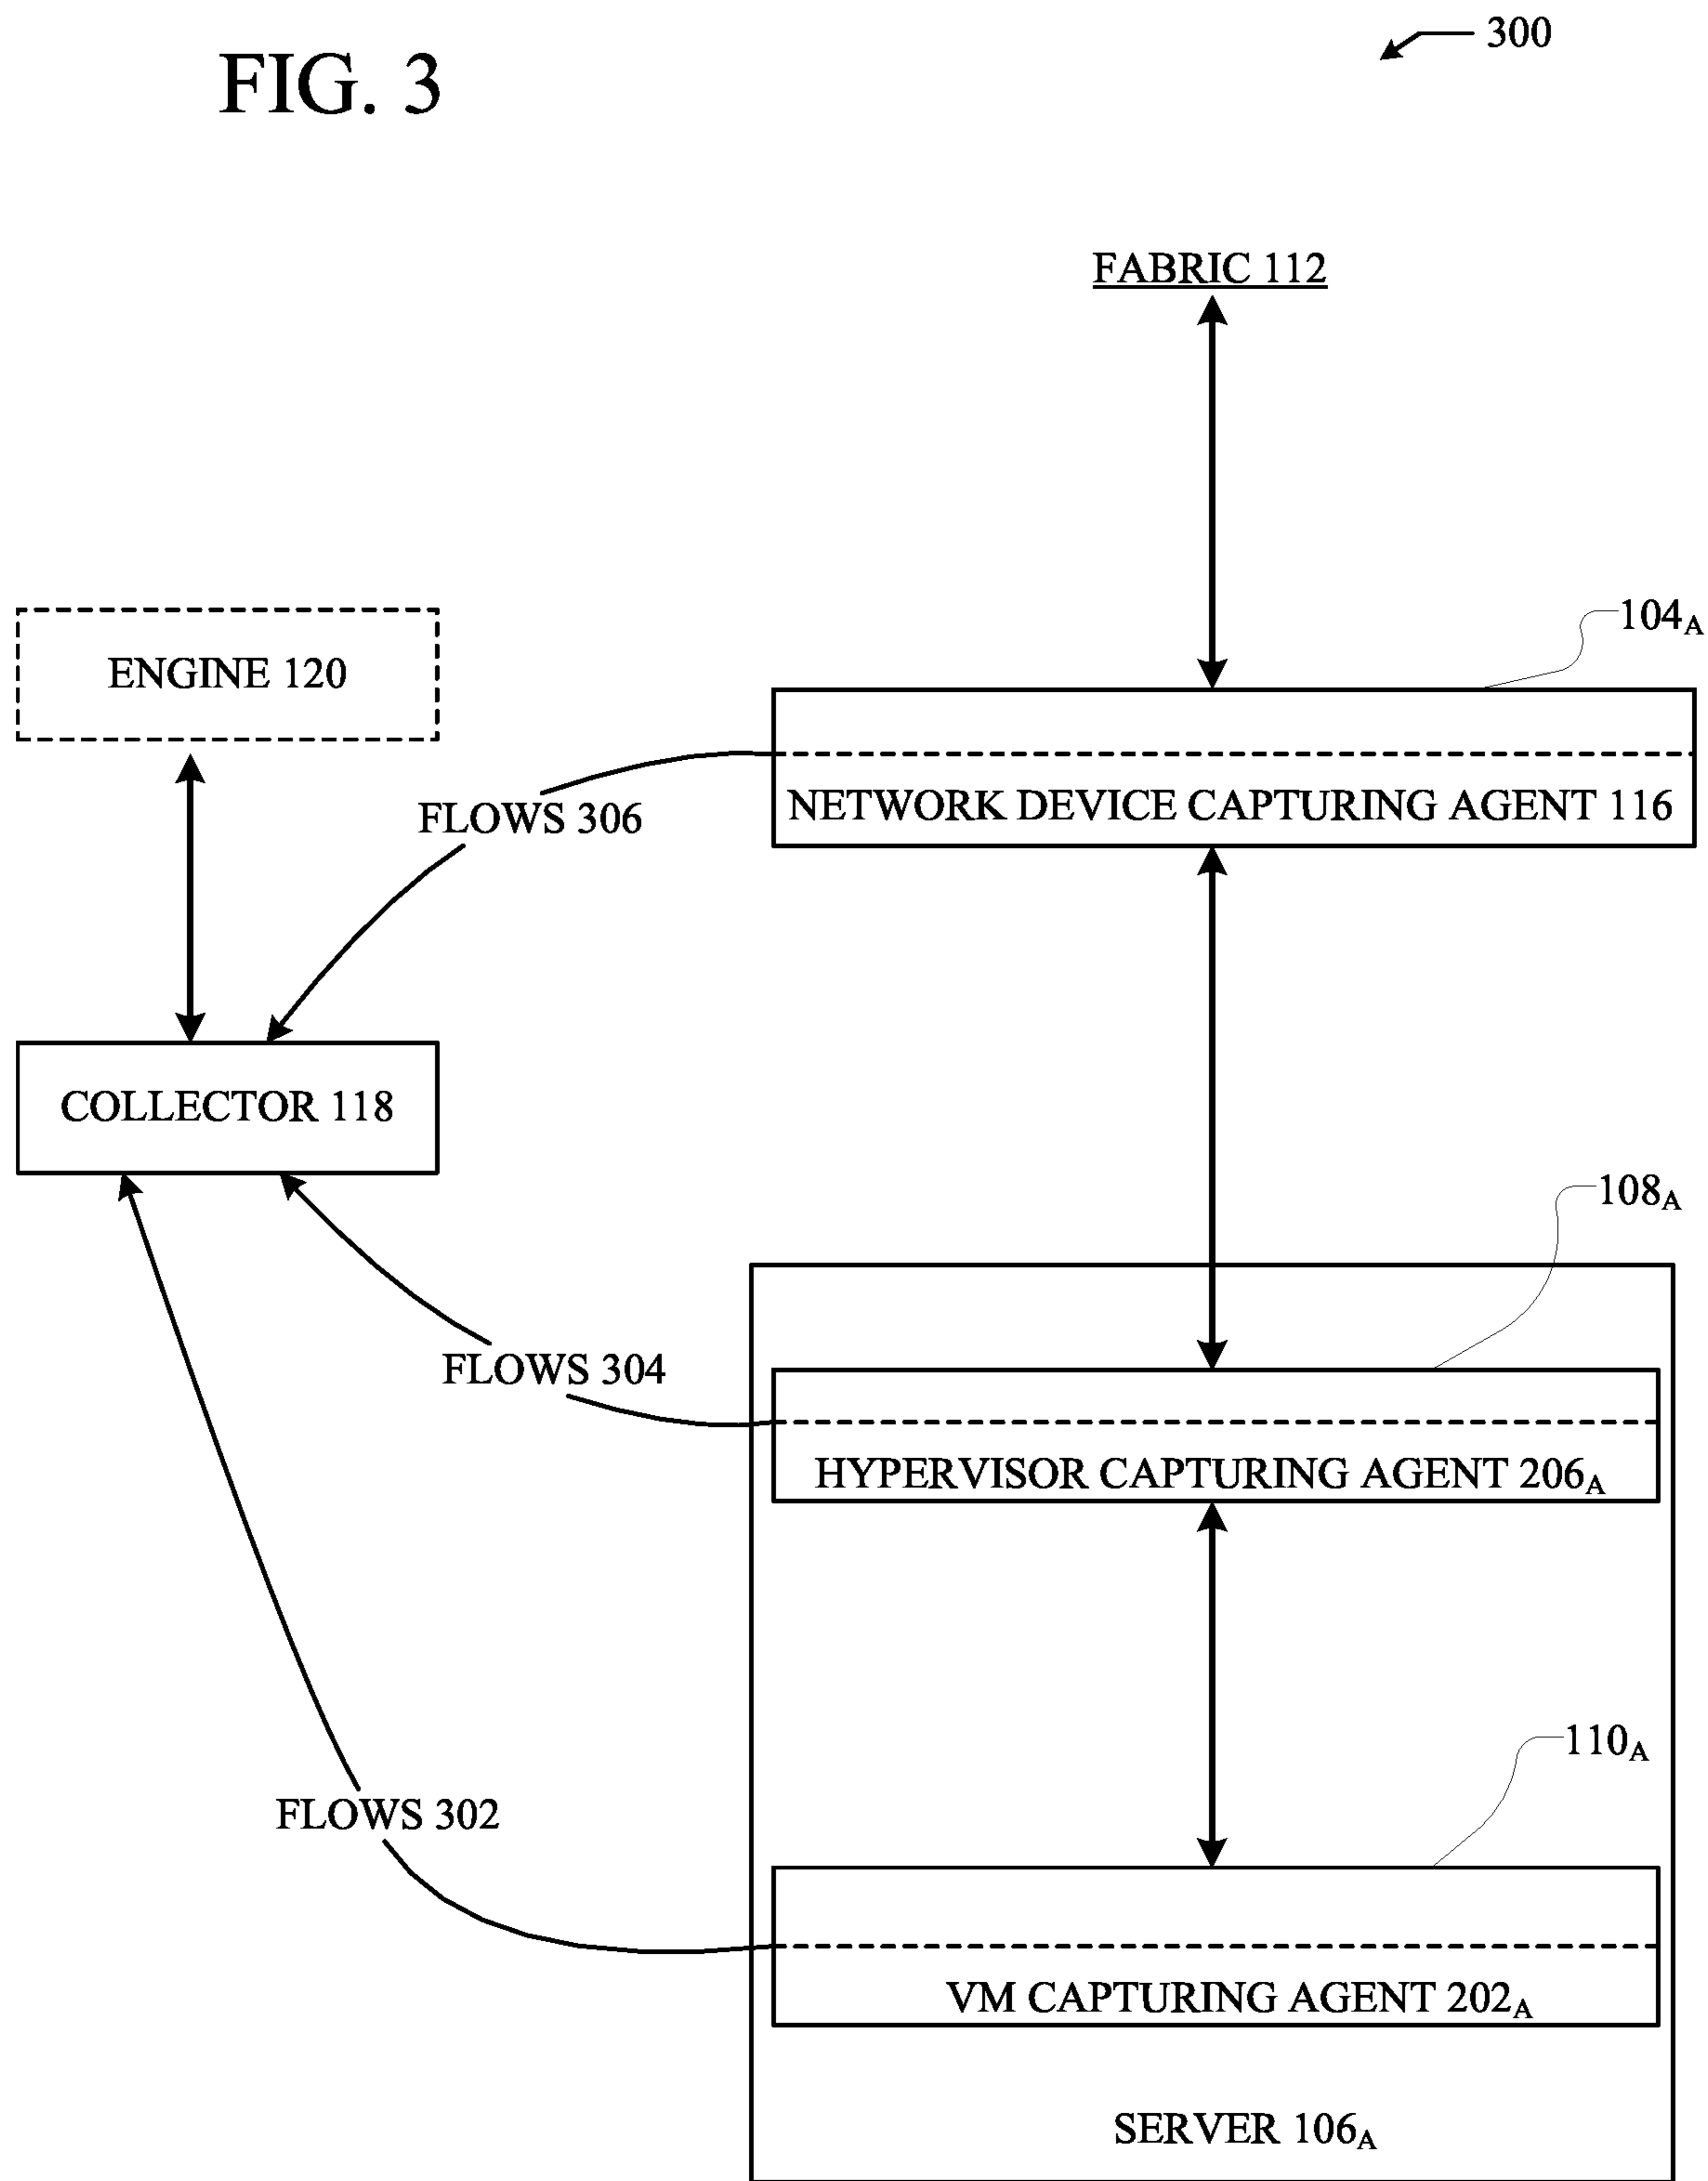 FIG. 3
300
FABRIC 112
104A
ENGINE 120
NETWORK DEVICE CAPTURING AGENT 116
FLOWS 306
COLLECTOR 118
108A
FLOWS 304
HYPERVISOR CAPTURING AGENT 206A
110A
FLOWS 302
VM CAPTURING AGENT 202A
SERVER 106A